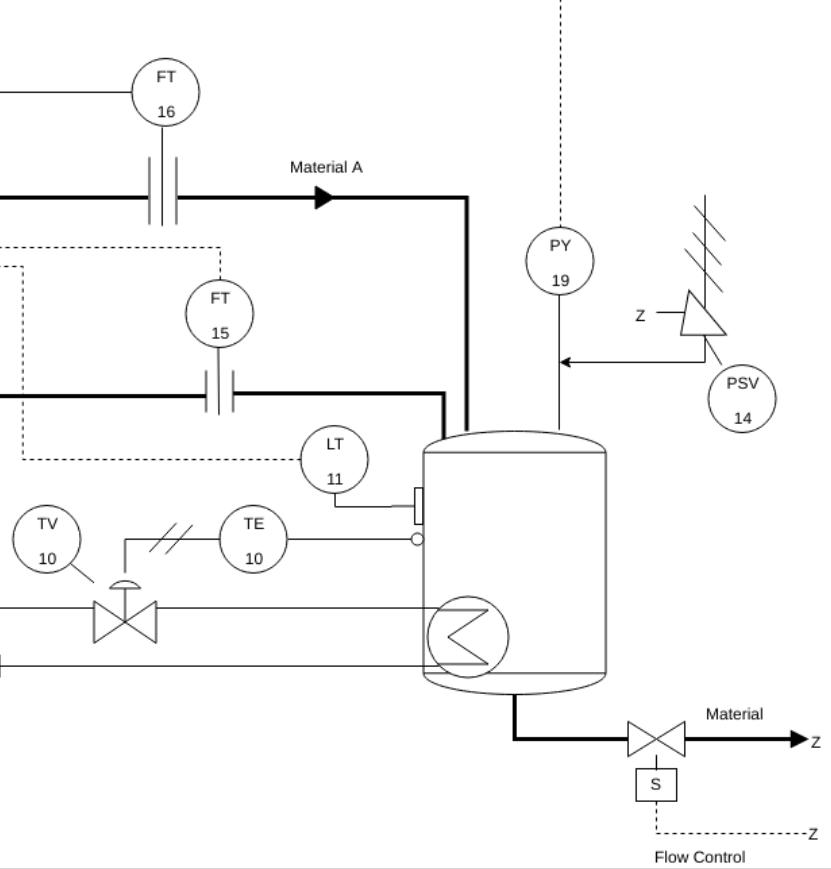 FT
16
Material A
PY
19
FT
15
Z
PSV
14
LT
11
TV
10
TE
10
Material
Z
S
Z
Flow Control